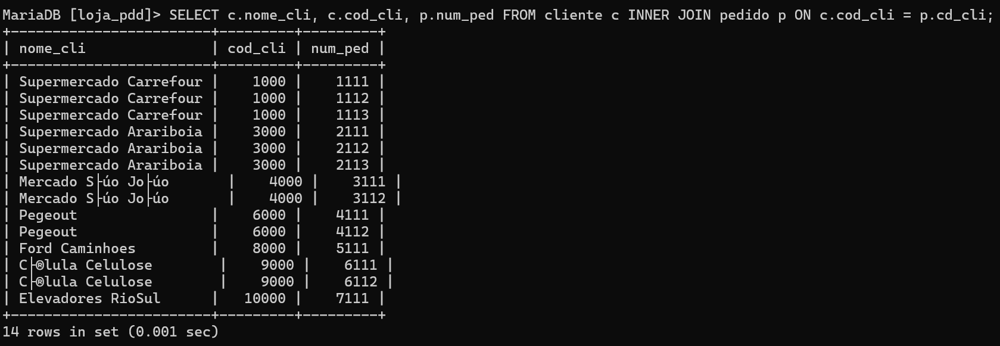 MariaDB [loja_pdd]> SELECT c.nome_cli, c.cod_cli, p.num_ped FROM cliente c INNER JOIN pedido p ON c.cod_cli = p.cd_cli;
+------------------------+---------+---------+
| nome_cli               | cod_cli | num_ped |
+------------------------+---------+---------+
| Supermercado Carrefour |    1000 |    1111 |
| Supermercado Carrefour |    1000 |    1112 |
| Supermercado Carrefour |    1000 |    1113 |
| Supermercado Arariboia |    3000 |    2111 |
| Supermercado Arariboia |    3000 |    2112 |
| Supermercado Arariboia |    3000 |    2113 |
| Mercado S├úo Jo├úo       |    4000 |    3111 |
| Mercado S├úo Jo├úo       |    4000 |    3112 |
| Pegeout                |    6000 |    4111 |
| Pegeout                |    6000 |    4112 |
| Ford Caminhoes         |    8000 |    5111 |
| C├®lula Celulose        |    9000 |    6111 |
| C├®lula Celulose        |    9000 |    6112 |
| Elevadores RioSul      |   10000 |    7111 |
+------------------------+---------+---------+
14 rows in set (0.001 sec)